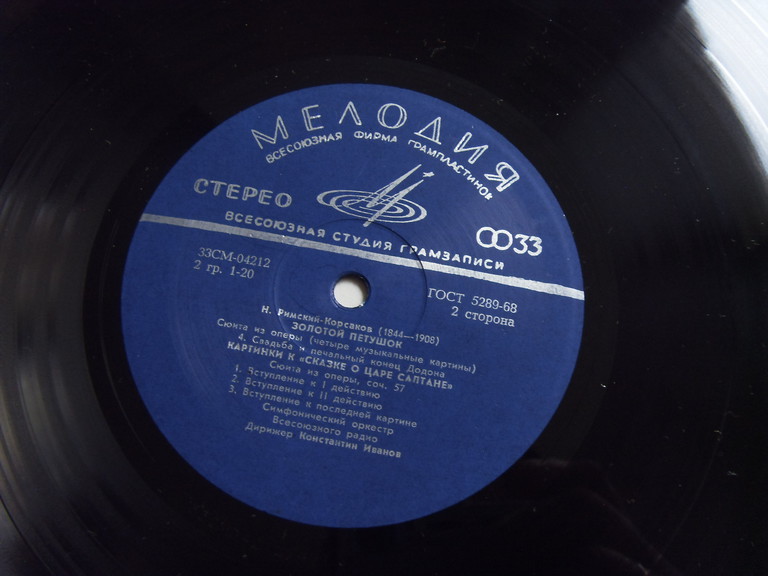 МЕЛОДИЯ
ВСЕСОЮЗНАЯ ФИРМА ГРАМПЛАСТИНОК
СТЕРЕО
33
ВСЕСОЮЗНАЯ СТУДИЯ ГРАМЗАПИСИ
33СМ-04212
2 гр. 1-20
ГОСТ 5289-68
2 сторона
Н. Римский-Корсаков (1844—1908)
ЗОЛОТОЙ ПЕТУШОК
Сюита из оперы (четыре музыкальные картины)
4. Свадьба и печальный конец Додона
КАРТИНКИ К «СКАЗКЕ О ЦАРЕ САЛТАНЕ»
Сюита из оперы, соч. 57
1. Вступление к I действию
2. Вступление к II действию
3. Вступление к последней картине
Симфонический оркестр
Всесоюзного радио
Дирижер Константин Иванов